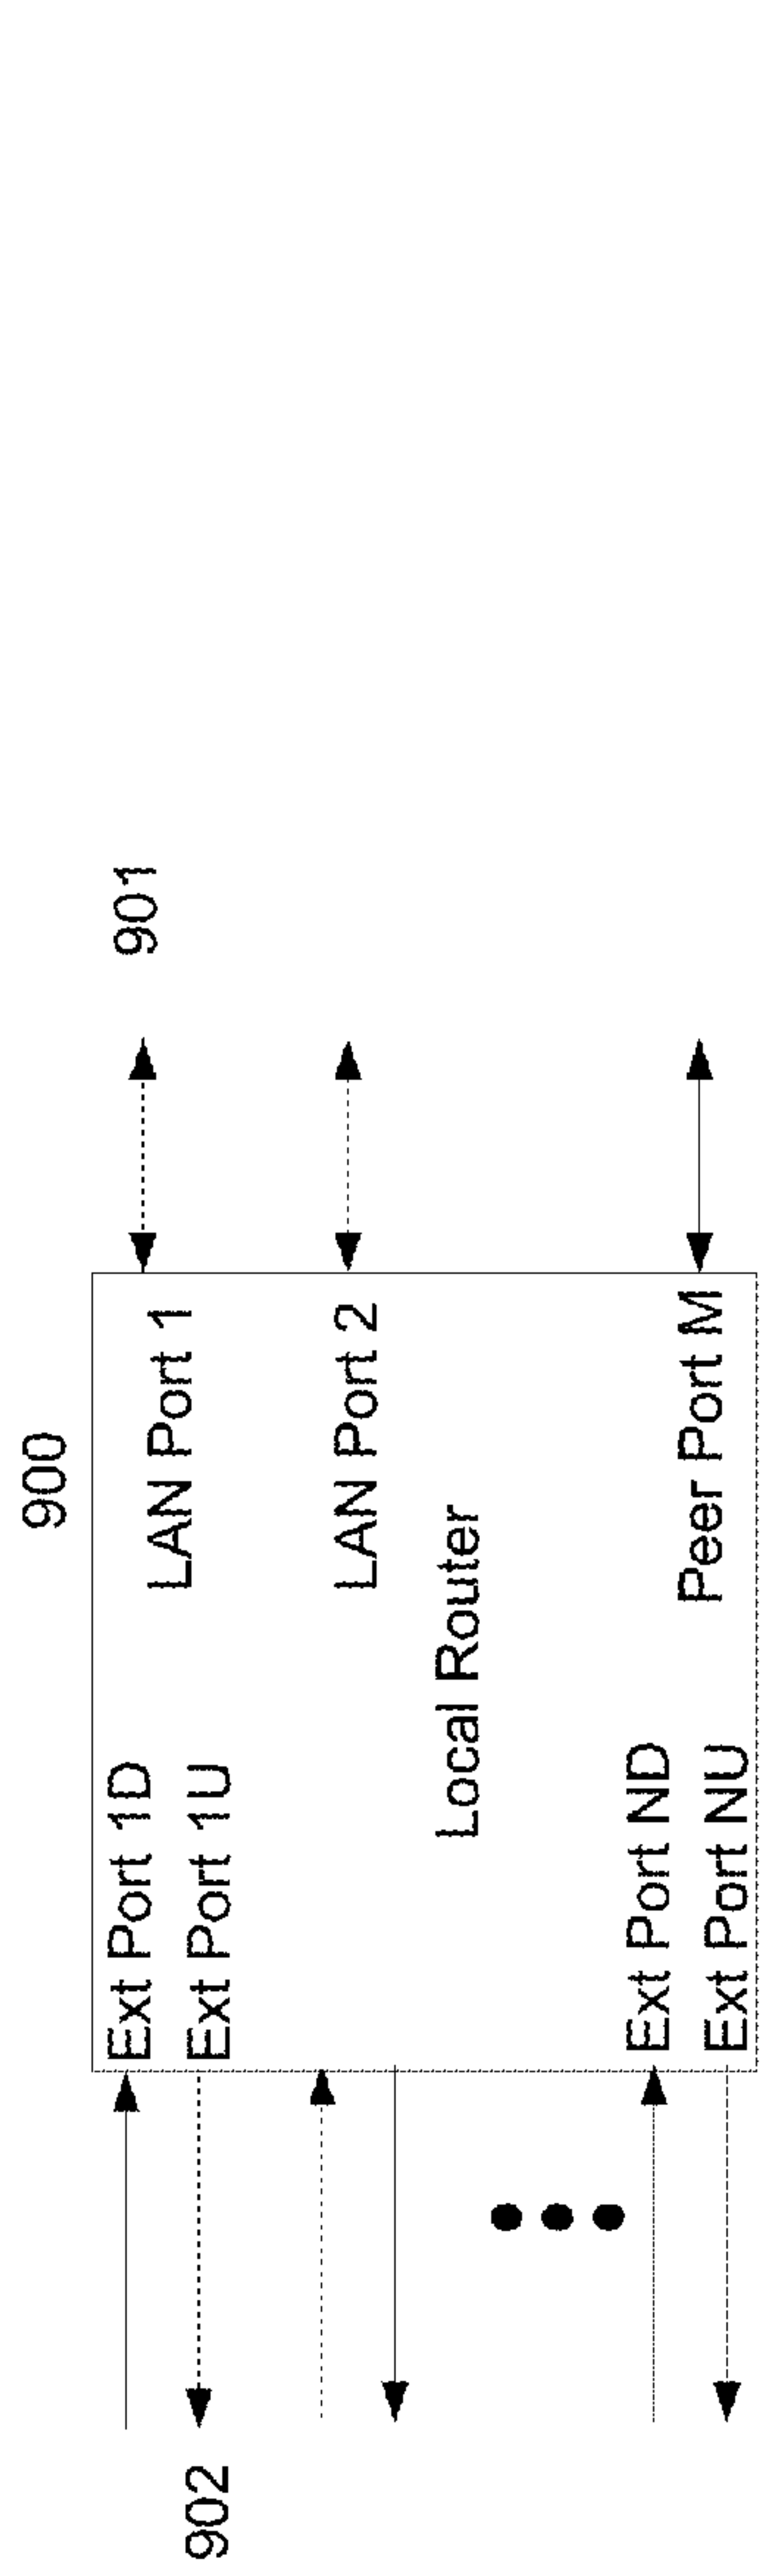 900
901
Ext Port 1D
LAN Port 1
Ext Port 1U
902
LAN Port 2
Local Router
Ext Port ND
Peer Port M
Ext Port NU